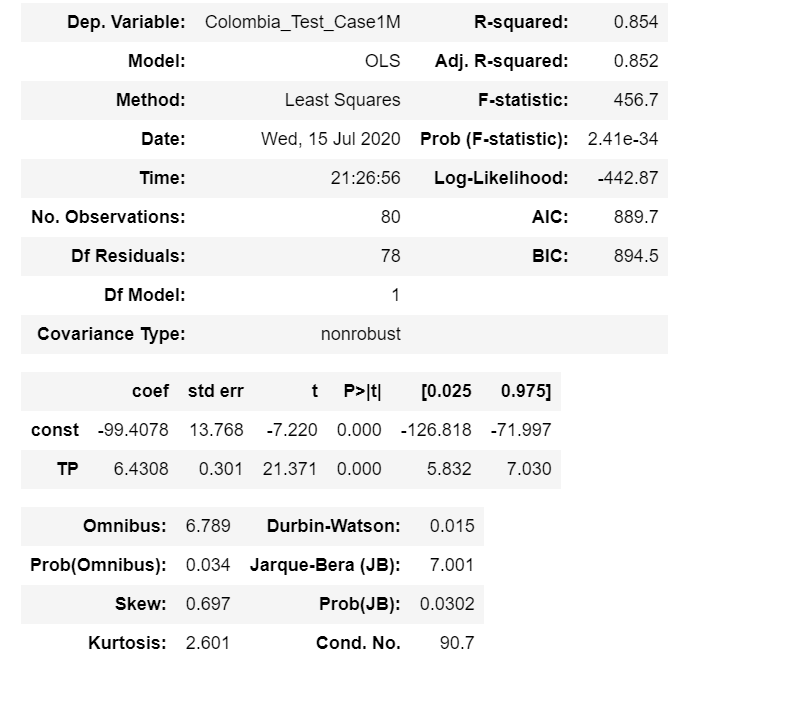 Dep. Variable: Colombia_Test_Case1M R-squared: 0.854
Model: OLS Adj. R-squared: 0.852
Method: Least Squares F-statistic: 456.7
Date: Wed, 15 Jul 2020 Prob (F-statistic): 2.41e-34
Time: 21:26:56 Log-Likelihood: -442.87
No. Observations: 80 AIC: 889.7
Df Residuals: 78 BIC: 894.5
Df Model: 1
Covariance Type: nonrobust
coef std err t P>|t| [0.025 0.975]
const -99.4078 13.768 -7.220 0.000 -126.818 -71.997
TP 6.4308 0.301 21.371 0.000 5.832 7.030
Omnibus: 6.789 Durbin-Watson: 0.015
Prob(Omnibus): 0.034 Jarque-Bera (JB): 7.001
Skew: 0.697 Prob(JB): 0.0302
Kurtosis: 2.601 Cond. No. 90.7